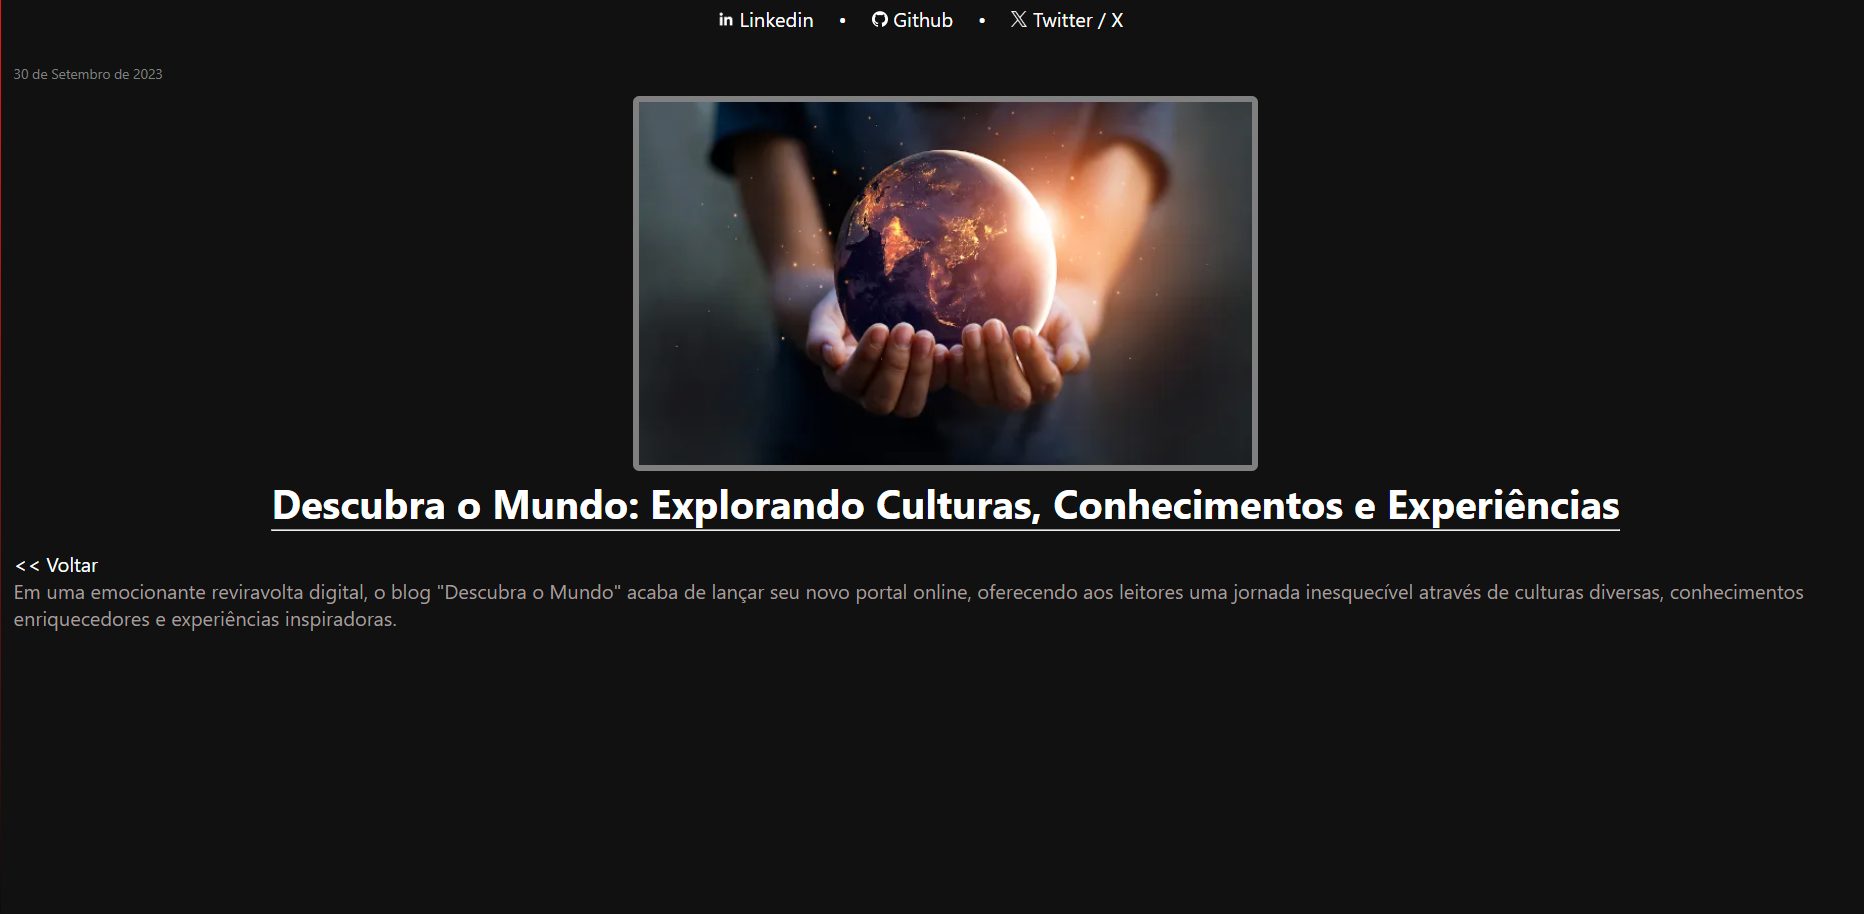 in Linkedin • Github • X Twitter / X
30 de Setembro de 2023
Descubra o Mundo: Explorando Culturas, Conhecimentos e Experiências
<< Voltar
Em uma emocionante reviravolta digital, o blog "Descubra o Mundo" acaba de lançar seu novo portal online, oferecendo aos leitores uma jornada inesquecível através de culturas diversas, conhecimentos
enriquecedores e experiências inspiradoras.